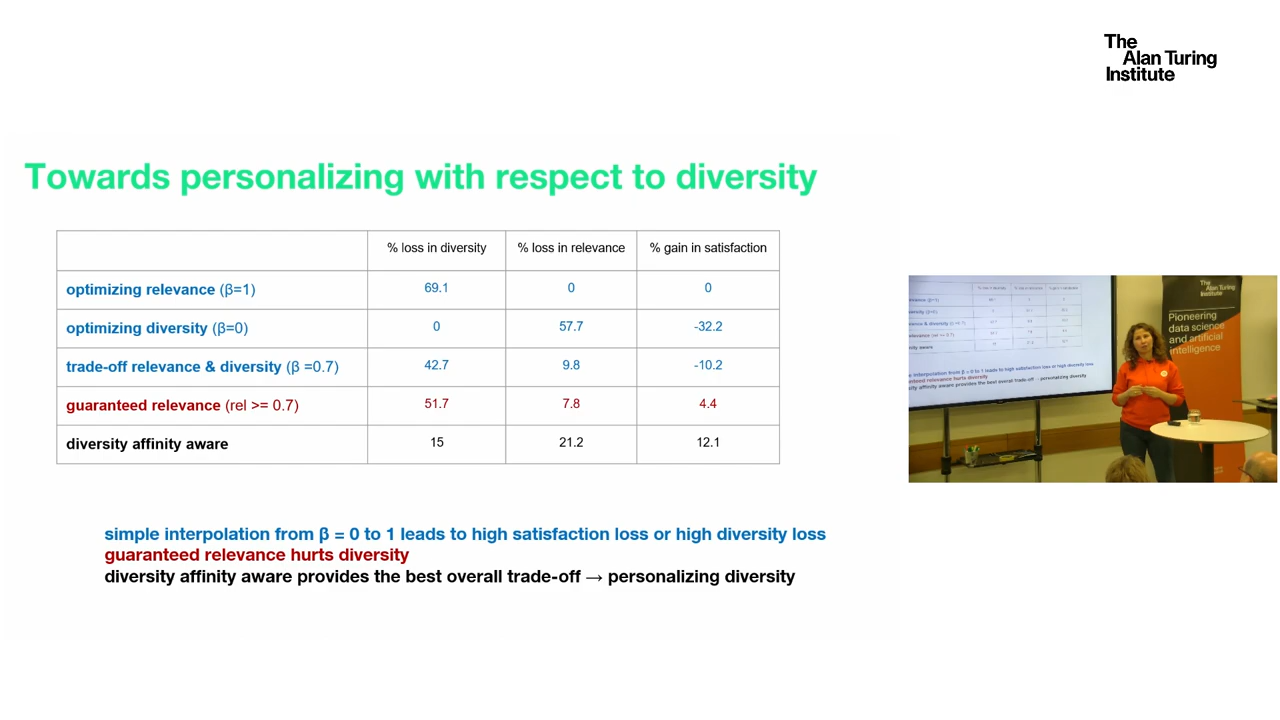 The
Alan Turing
Institute
Towards personalizing with respect to diversity
% loss in diversity % loss in relevance % gain in satisfaction
optimizing relevance (β=1) 69.1 0 0
optimizing diversity (β=0) 0 57.7 -32.2
trade-off relevance & diversity (β =0.7) 42.7 9.8 -10.2
guaranteed relevance (rel >= 0.7) 51.7 7.8 4.4
diversity affinity aware 15 21.2 12.1
simple interpolation from β = 0 to 1 leads to high satisfaction loss or high diversity loss
guaranteed relevance hurts diversity
diversity affinity aware provides the best overall trade-off → personalizing diversity
The
Alan Turing
Institute
Pioneering
data science
and artificial
intelligence